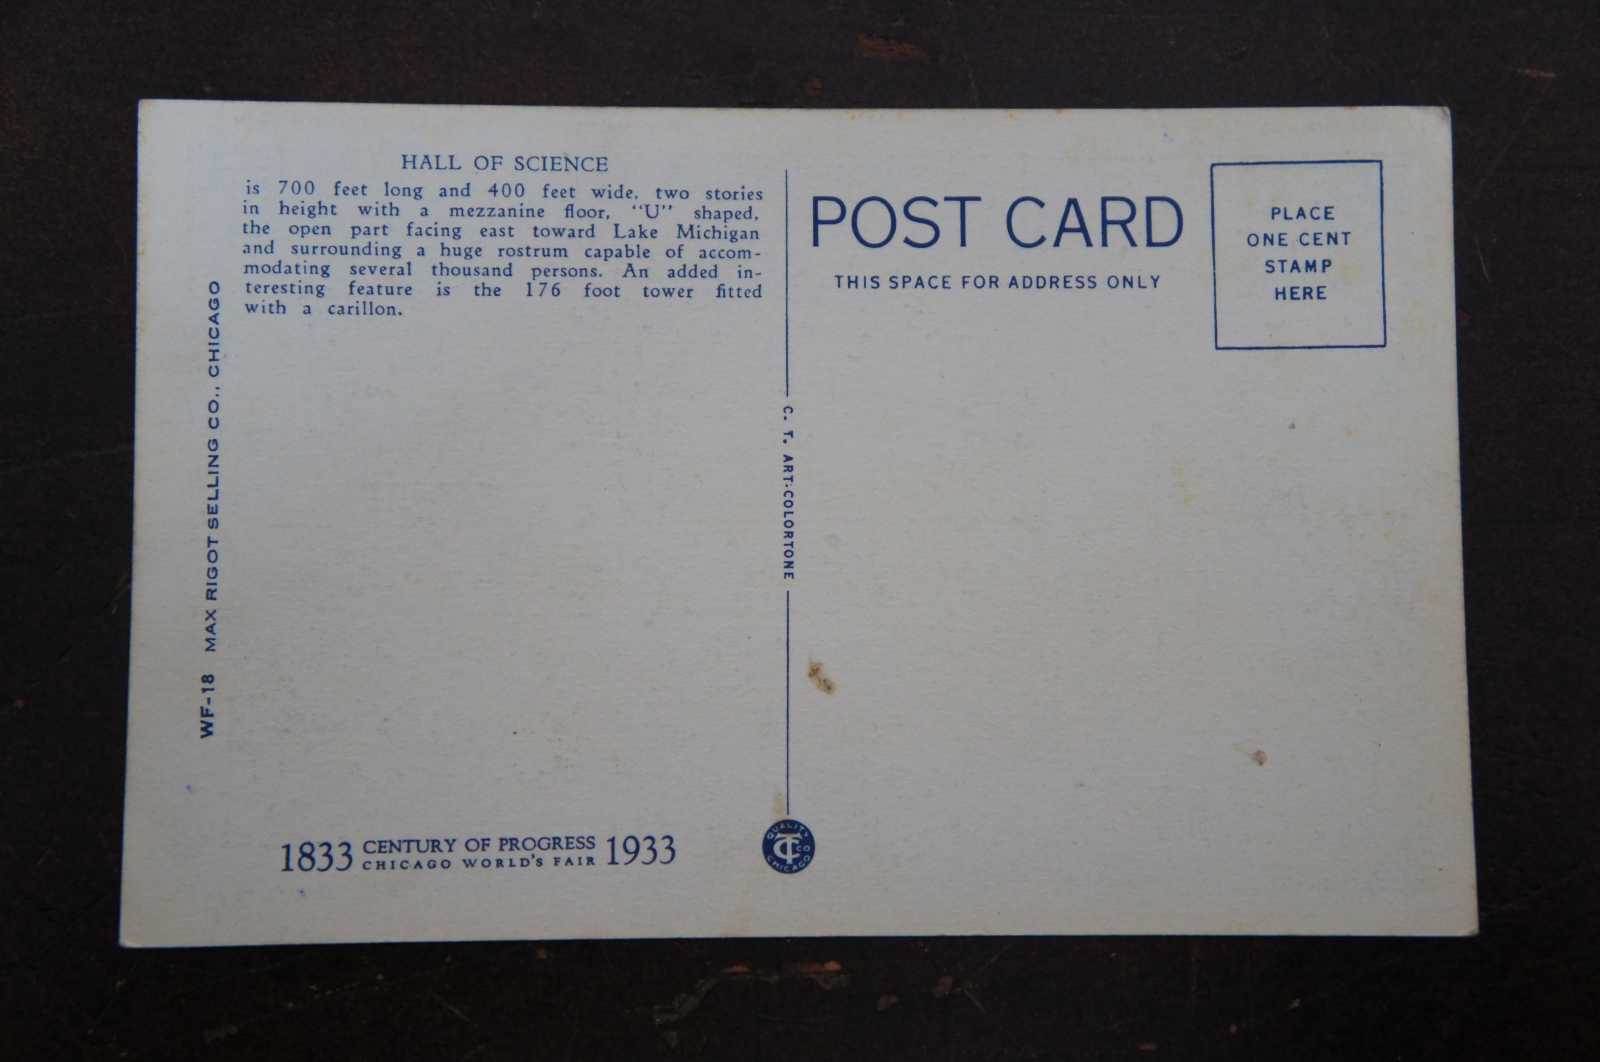 HALL OF SCIENCE
is 700 feet long and 400 feet wide, two stories
in height with a mezzanine floor, "U" shaped,
the open part facing east toward Lake Michigan
and surrounding a huge rostrum capable of accom-
modating several thousand persons. An added in-
teresting feature is the 176 foot tower fitted
with a carillon.
WF-18 MAX RIGOT SELLING CO., CHICAGO
1833 CENTURY OF PROGRESS 1933
CHICAGO WORLD'S FAIR
C. T. ART-COLORTONE
QUALITY
CT CO
CHICAGO
POST CARD
THIS SPACE FOR ADDRESS ONLY
PLACE
ONE CENT
STAMP
HERE